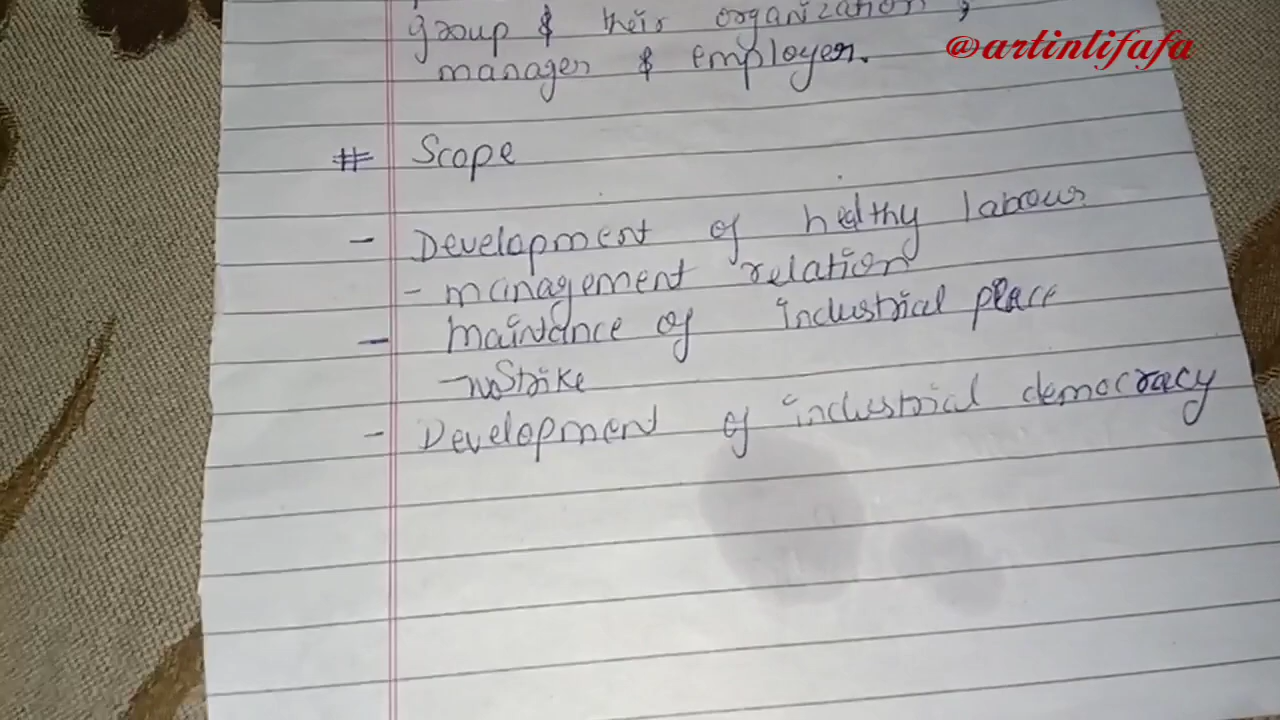 group & their organization,
manager & employer.
@artinlifafa
# Scope
- Development of healthy labour
- management relation
- Maintance of industrial place
- No Strike
- Development of industrial democracy